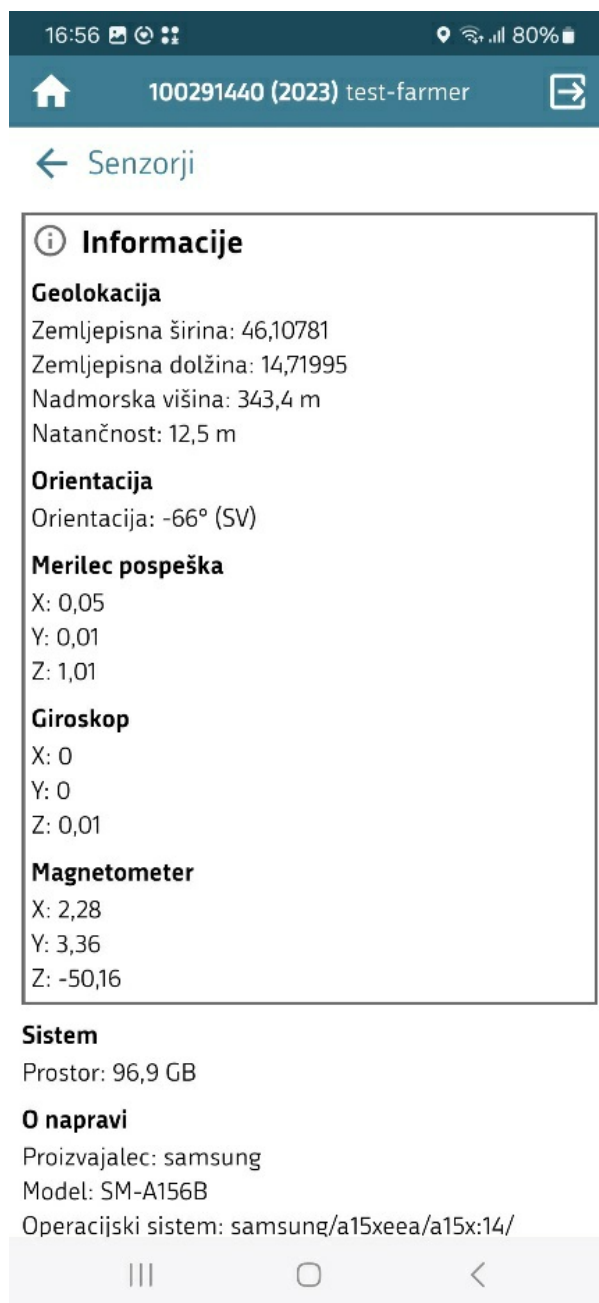 16:56
80%
100291440 (2023) test-farmer
Senzorji
Informacije
Geolokacija
Zemljepisna širina: 46,10781
Zemljepisna dolžina: 14,71995
Nadmorska višina: 343,4 m
Natančnost: 12,5 m
Orientacija
Orientacija: -66° (SV)
Merilec pospeška
X: 0,05
Y: 0,01
Z: 1,01
Giroskop
X: 0
Y: 0
Z: 0,01
Magnetometer
X: 2,28
Y: 3,36
Z: -50,16
Sistem
Prostor: 96,9 GB
O napravi
Proizvajalec: samsung
Model: SM-A156B
Operacijski sistem: samsung/a15xeea/a15x:14/